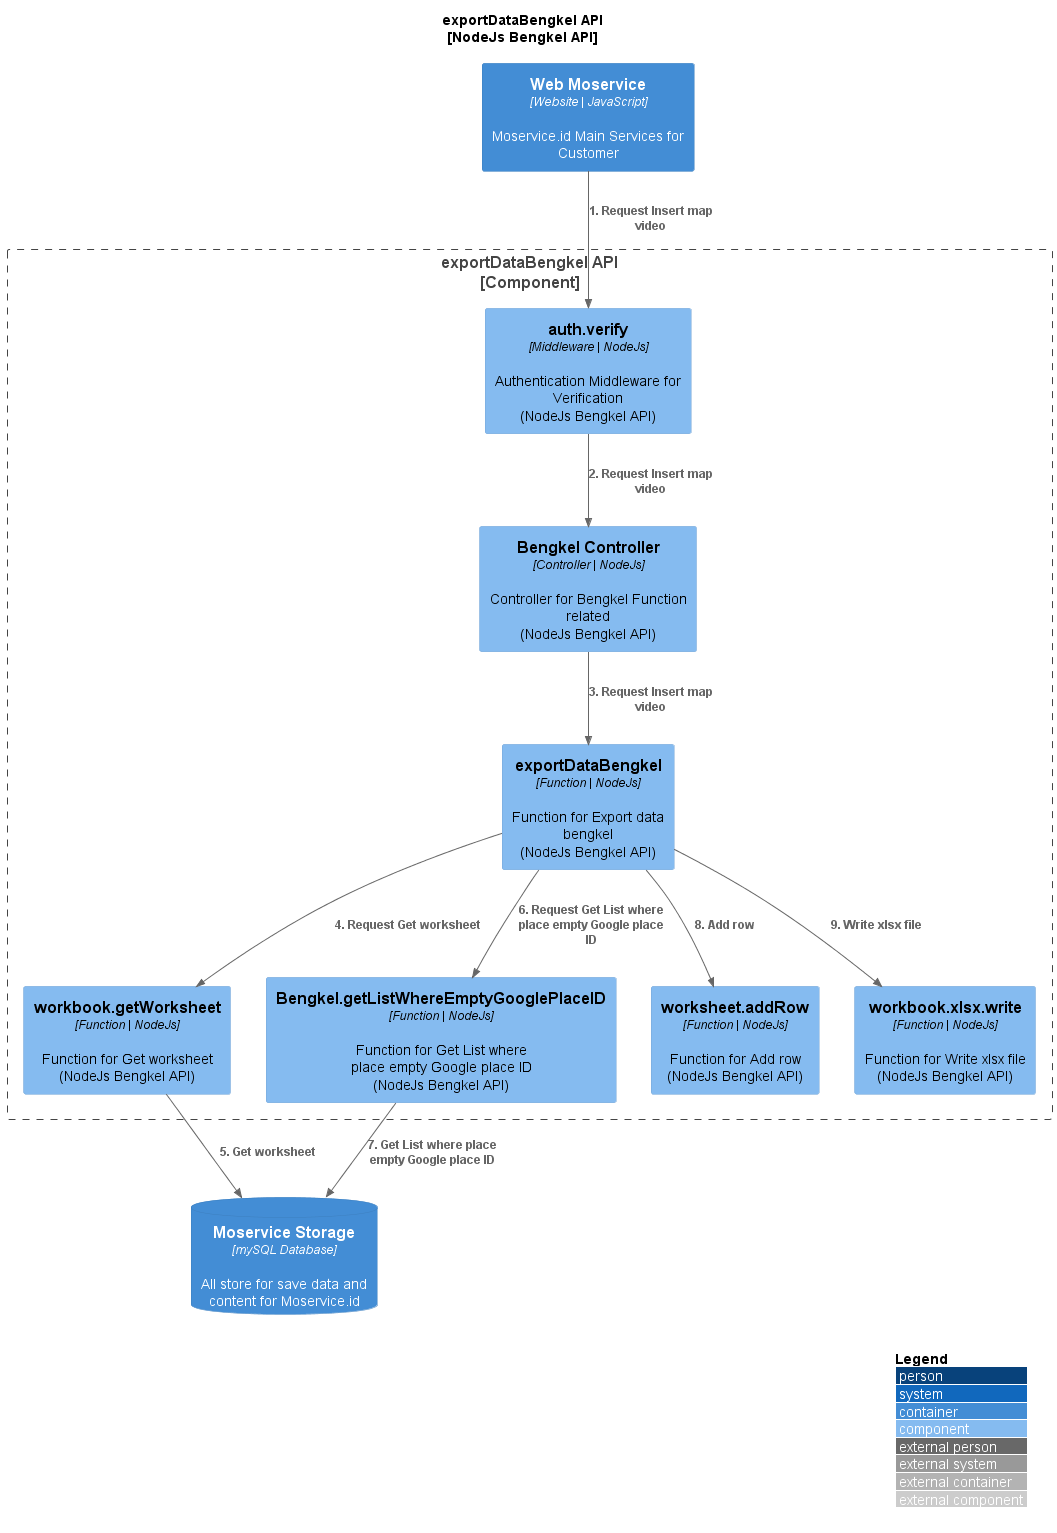 exportDataBengkel API
[NodeJs Bengkel API]
Web Moservice
[Website | JavaScript]
Moservice.id Main Services for
Customer
1. Request Insert map
video
exportDataBengkel API
[Component]
auth.verify
[Middleware | NodeJs]
Authentication Middleware for
Verification
(NodeJs Bengkel API)
2. Request Insert map
video
Bengkel Controller
[Controller | NodeJs]
Controller for Bengkel Function
related
(NodeJs Bengkel API)
3. Request Insert map
video
exportDataBengkel
[Function | NodeJs]
Function for Export data
bengkel
(NodeJs Bengkel API)
4. Request Get worksheet
6. Request Get List where
place empty Google place
ID
8. Add row
9. Write xlsx file
workbook.getWorksheet
[Function | NodeJs]
Function for Get worksheet
(NodeJs Bengkel API)
Bengkel.getListWhereEmptyGooglePlaceID
[Function | NodeJs]
Function for Get List where
place empty Google place ID
(NodeJs Bengkel API)
worksheet.addRow
[Function | NodeJs]
Function for Add row
(NodeJs Bengkel API)
workbook.xlsx.write
[Function | NodeJs]
Function for Write xlsx file
(NodeJs Bengkel API)
5. Get worksheet
7. Get List where place
empty Google place ID
Moservice Storage
[mySQL Database]
All store for save data and
content for Moservice.id
Legend
person
system
container
component
external person
external system
external container
external component